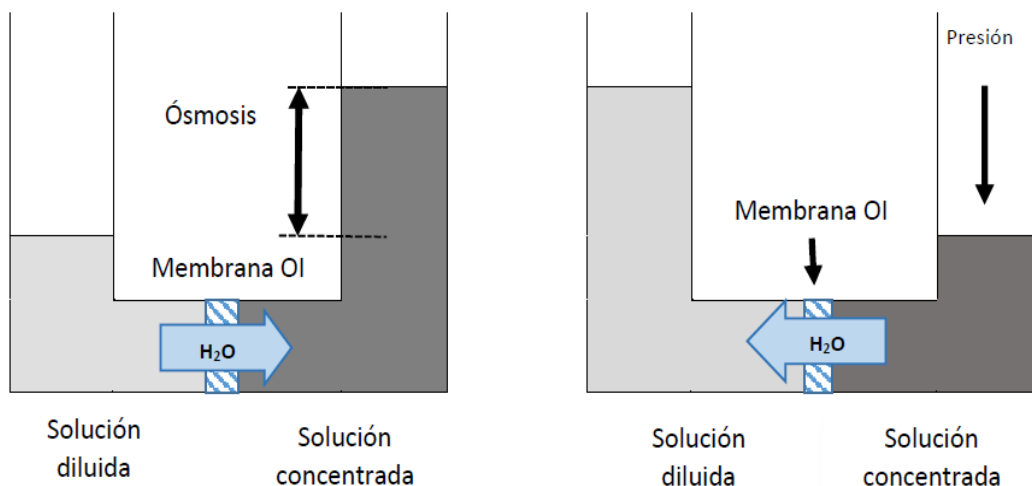 Ósmosis
Membrana OI
H₂O
Solución
diluida
Solución
concentrada
Presión
Membrana OI
H₂O
Solución
diluida
Solución
concentrada